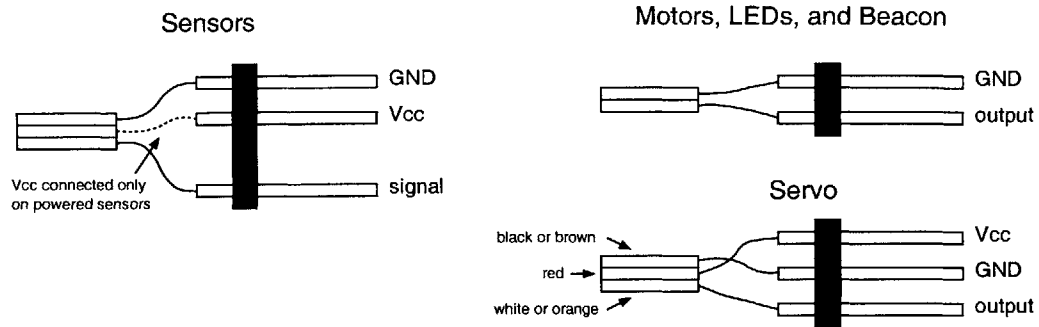 Sensors
GND
Vcc
Vcc connected only
on powered sensors
signal
Motors, LEDs, and Beacon
GND
output
Servo
black or brown
red
white or orange
Vcc
GND
output